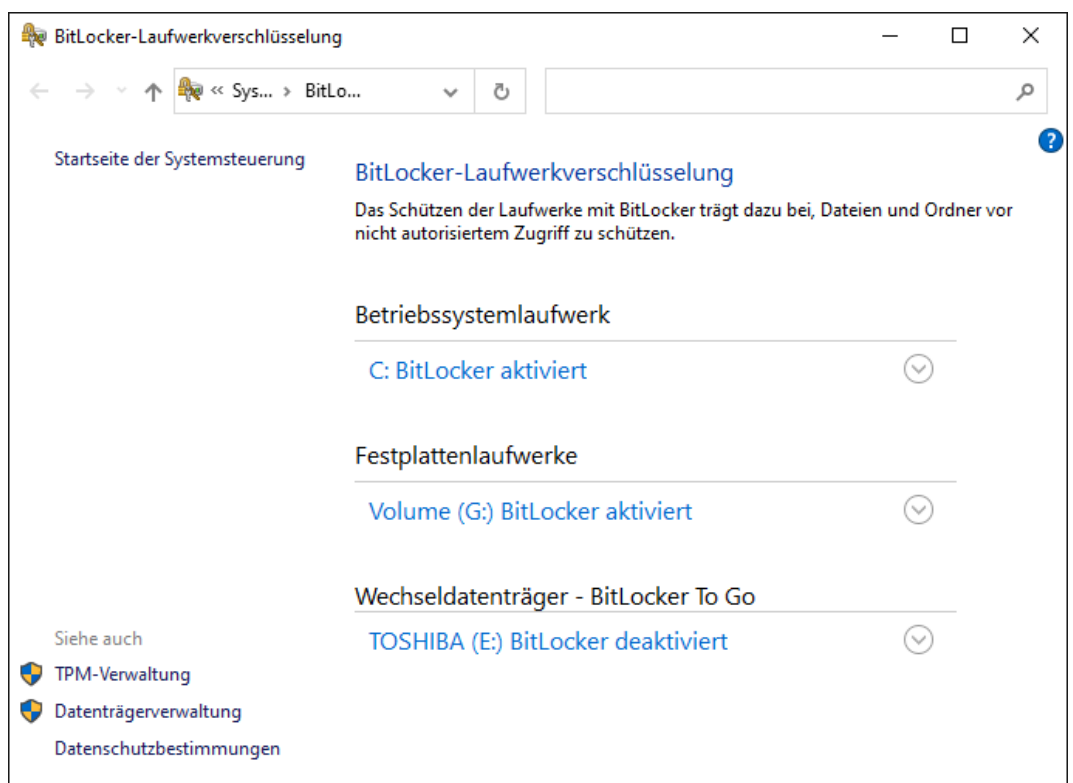 BitLocker-Laufwerkverschlüsselung
« Sys... › BitLo...
Startseite der Systemsteuerung
BitLocker-Laufwerkverschlüsselung
Das Schützen der Laufwerke mit BitLocker trägt dazu bei, Dateien und Ordner vor
nicht autorisiertem Zugriff zu schützen.
Betriebssystemlaufwerk
C: BitLocker aktiviert
Festplattenlaufwerke
Volume (G:) BitLocker aktiviert
Wechseldatenträger - BitLocker To Go
TOSHIBA (E:) BitLocker deaktiviert
Siehe auch
TPM-Verwaltung
Datenträgerverwaltung
Datenschutzbestimmungen